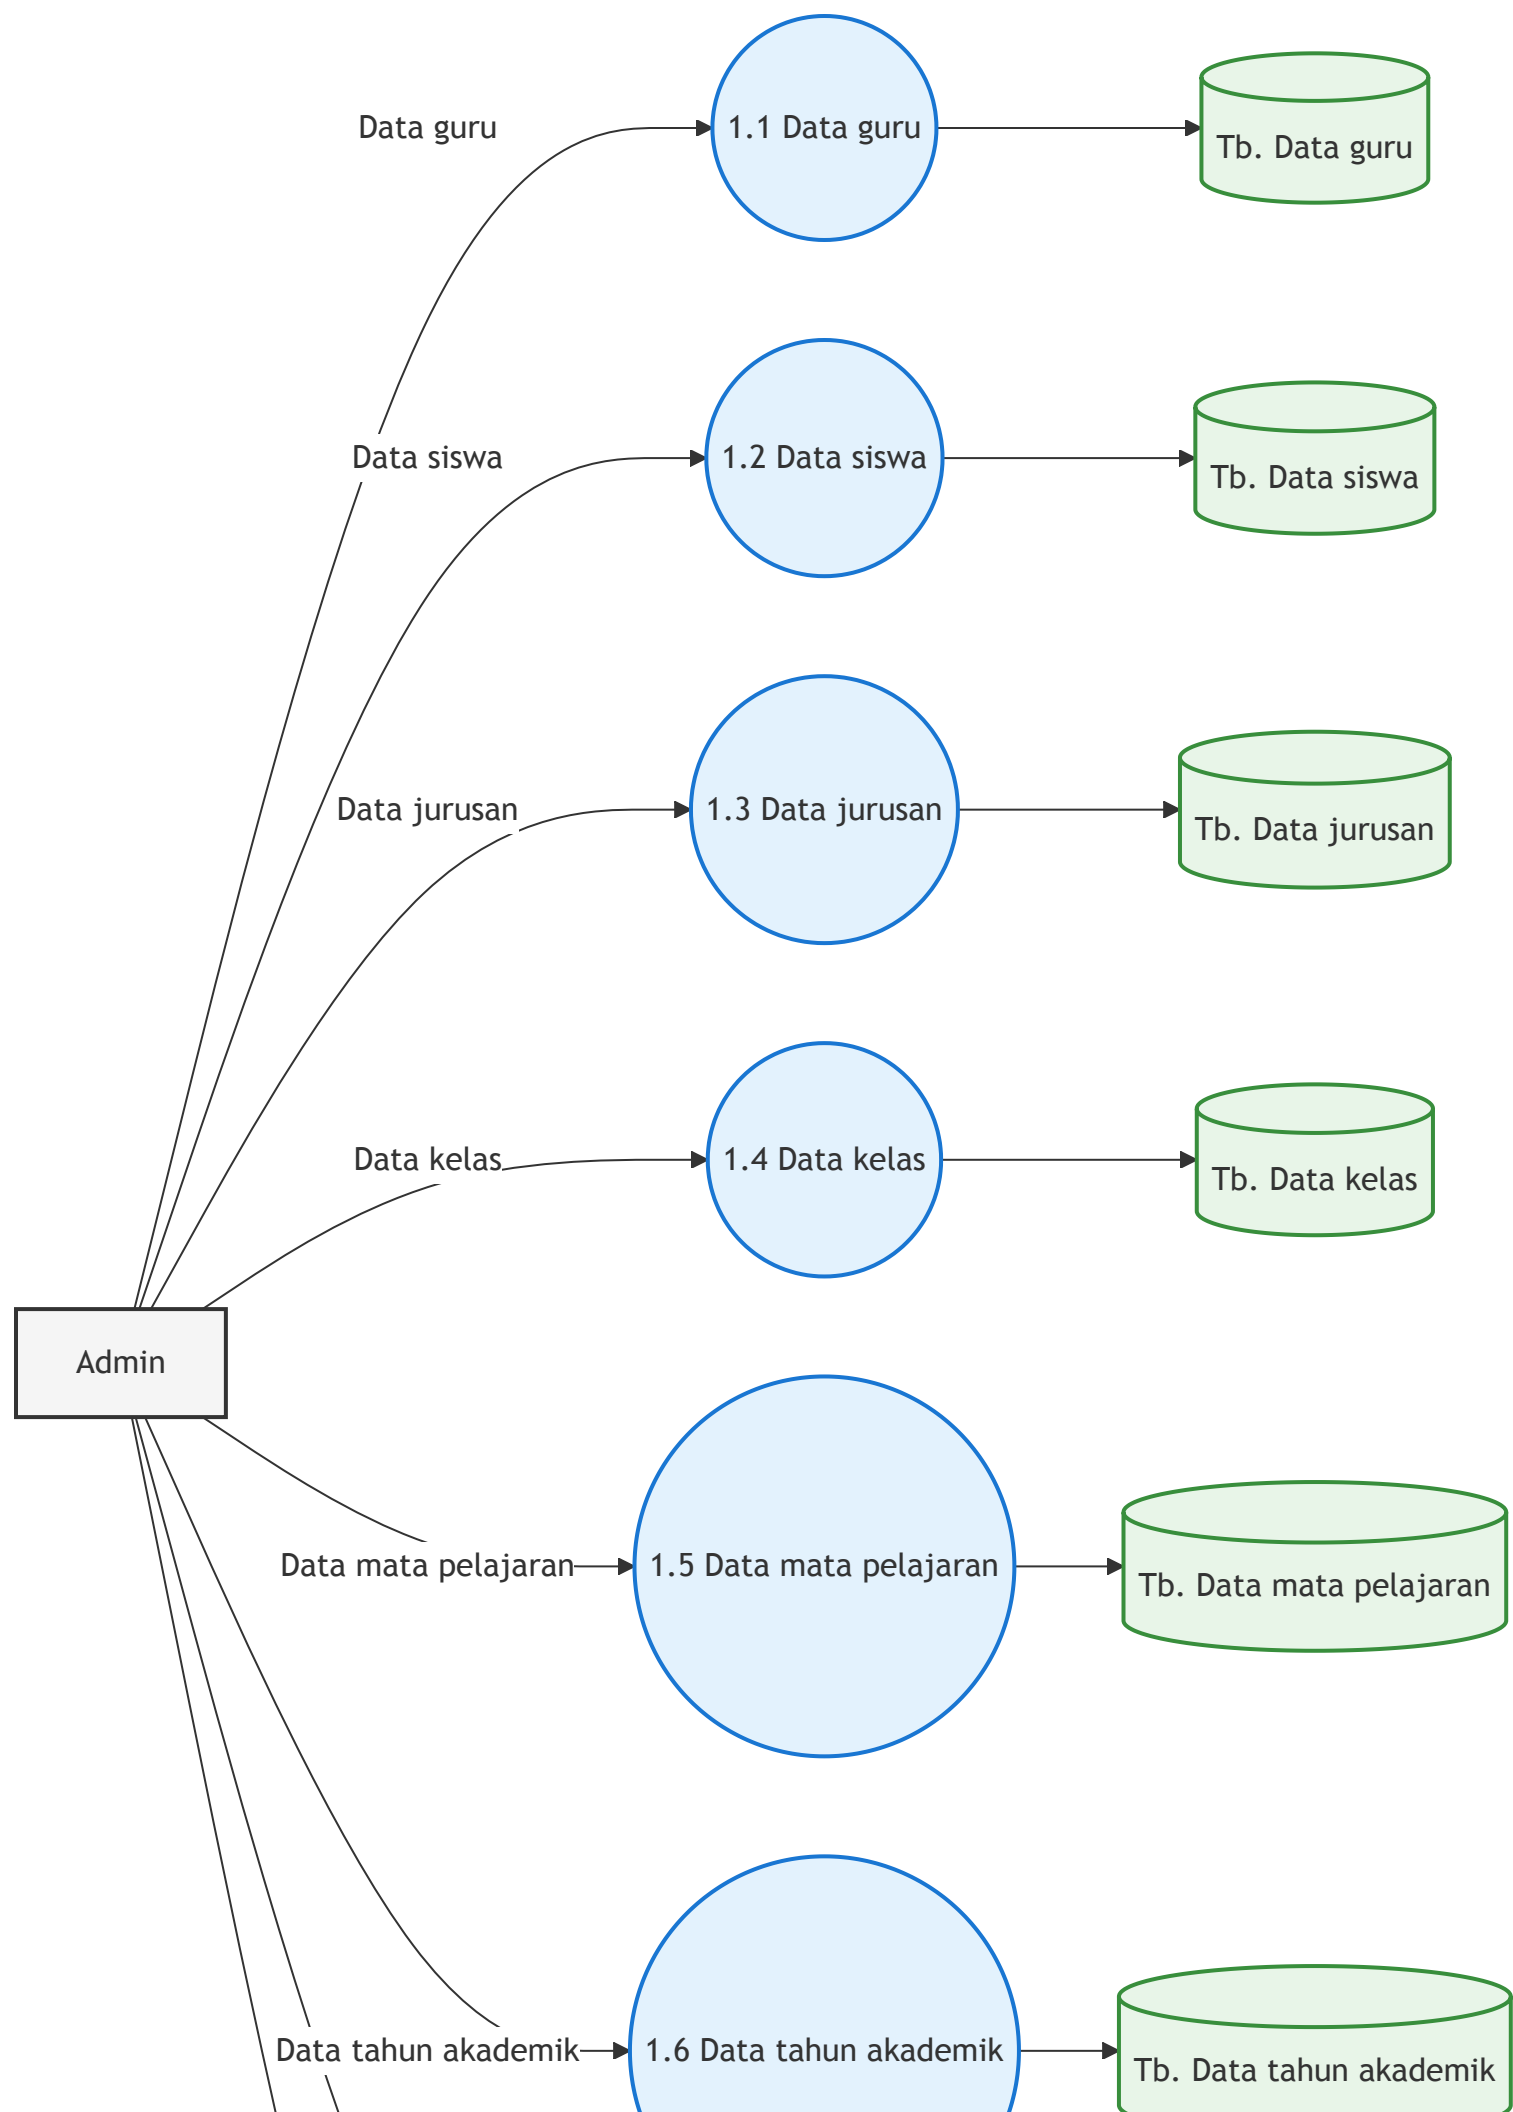 Data guru
1.1 Data guru
Tb. Data guru
Data siswa
1.2 Data siswa
Tb. Data siswa
Data jurusan
1.3 Data jurusan
Tb. Data jurusan
Data kelas
1.4 Data kelas
Tb. Data kelas
Admin
Data mata pelajaran
1.5 Data mata pelajaran
Tb. Data mata pelajaran
Data tahun akademik
1.6 Data tahun akademik
Tb. Data tahun akademik